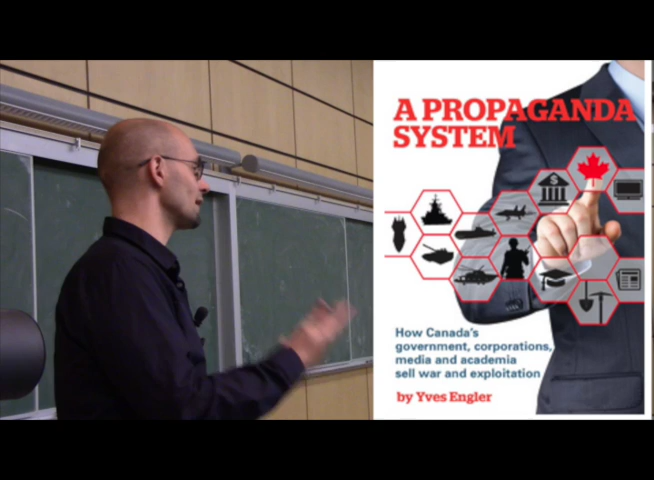 A PROPAGANDA
SYSTEM
How Canada's
government, corporations,
media and academia
sell war and exploitation
by Yves Engler